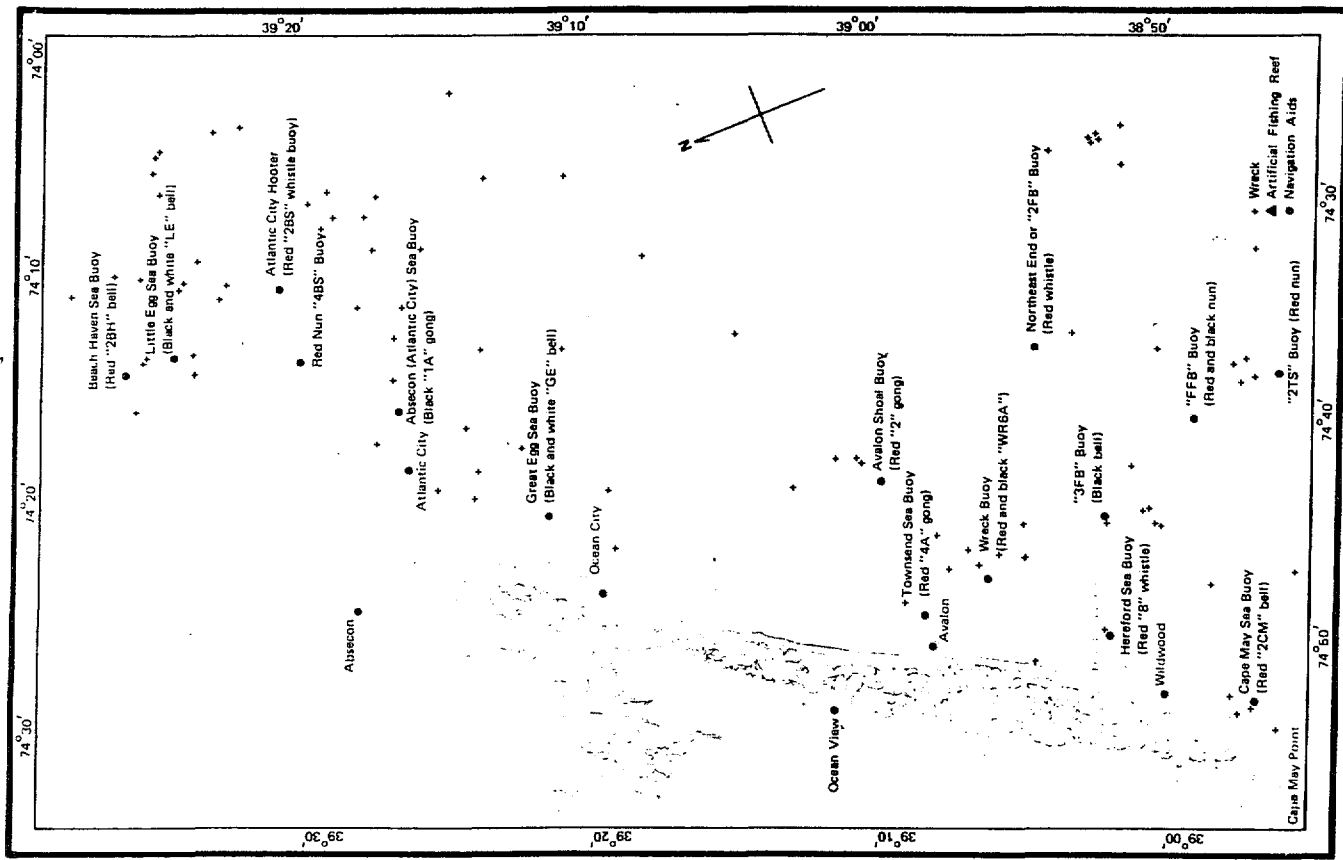 39°20'
39°10'
39°00'
38°50'
74°00'
74°10'
74°20'
74°30'
74°30'
74°40'
74°50'
39°30'
39°20'
39°10'
39°00'
N
Beach Haven Sea Buoy
(Red "2BH" bell)
Little Egg Sea Buoy
(Black and white "LE" bell)
Atlantic City Hooter
(Red "2BS" whistle buoy)
Red Nun "4BS" Buoy
Absecon (Atlantic City) Sea Buoy
(Black "1A" gong)
Atlantic City
Absecon
Great Egg Sea Buoy
(Black and white "GE" bell)
Ocean City
Avalon Shoal Buoy
(Red "2" gong)
Townsend Sea Buoy
(Red "4A" gong)
Avalon
Ocean View
Wreck Buoy
(Red and black "WR6A")
Northeast End or "2FB" Buoy
(Red whistle)
"3FB" Buoy
(Black bell)
Hereford Sea Buoy
(Red "8" whistle)
Wildwood
"FFB" Buoy
(Red and black nun)
"2TS" Buoy (Red nun)
Cape May Sea Buoy
(Red "2CM" bell)
Cape May Point
Wreck
Artificial Fishing Reef
Navigation Aids